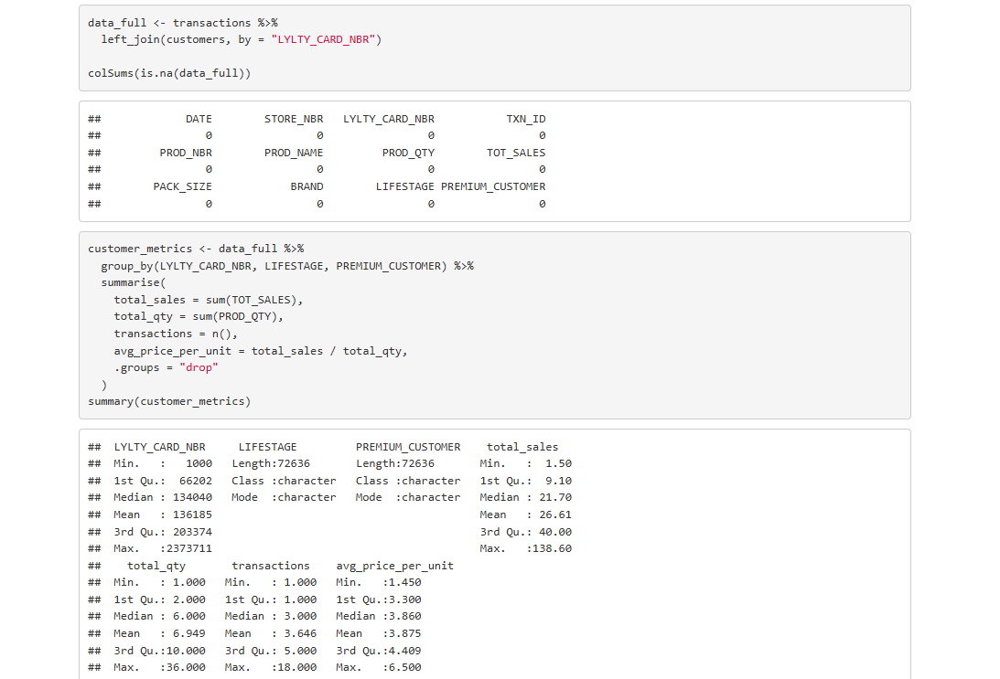 data_full <- transactions %>%
  left_join(customers, by = "LYLTY_CARD_NBR")
colSums(is.na(data_full))
##             DATE        STORE_NBR   LYLTY_CARD_NBR           TXN_ID
##                0                0                0                0
##         PROD_NBR        PROD_NAME         PROD_QTY        TOT_SALES
##                0                0                0                0
##        PACK_SIZE            BRAND        LIFESTAGE PREMIUM_CUSTOMER
##                0                0                0                0
customer_metrics <- data_full %>%
  group_by(LYLTY_CARD_NBR, LIFESTAGE, PREMIUM_CUSTOMER) %>%
  summarise(
    total_sales = sum(TOT_SALES),
    total_qty = sum(PROD_QTY),
    transactions = n(),
    avg_price_per_unit = total_sales / total_qty,
    .groups = "drop"
  )
summary(customer_metrics)
##  LYLTY_CARD_NBR     LIFESTAGE         PREMIUM_CUSTOMER    total_sales
##  Min.   :   1000   Length:72636       Length:72636       Min.   :  1.50
##  1st Qu.:  66202   Class :character   Class :character   1st Qu.:  9.10
##  Median : 134040   Mode  :character   Mode  :character   Median : 21.70
##  Mean   : 136185                                         Mean   : 26.61
##  3rd Qu.: 203374                                         3rd Qu.: 40.00
##  Max.   :2373711                                         Max.   :138.60
##    total_qty       transactions    avg_price_per_unit
##  Min.   : 1.000   Min.   : 1.000   Min.   :1.450
##  1st Qu.: 2.000   1st Qu.: 1.000   1st Qu.:3.300
##  Median : 6.000   Median : 3.000   Median :3.860
##  Mean   : 6.949   Mean   : 3.646   Mean   :3.875
##  3rd Qu.:10.000   3rd Qu.: 5.000   3rd Qu.:4.409
##  Max.   :36.000   Max.   :18.000   Max.   :6.500